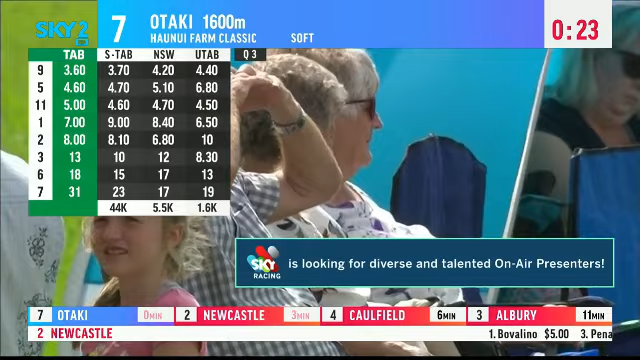 SKY 2
7
OTAKI 1600m
HAUNUI FARM CLASSIC SOFT
0:23
TAB S-TAB NSW UTAB Q 3
9 3.60 3.70 4.20 4.40
5 4.60 4.70 5.10 6.80
11 5.00 4.60 4.70 4.50
1 7.00 9.00 8.40 6.50
2 8.00 8.10 6.80 10
3 13 10 12 8.30
6 18 15 17 13
7 31 23 17 19
44K 5.5K 1.6K
SKY RACING
is looking for diverse and talented On-Air Presenters!
7 OTAKI 0min 2 NEWCASTLE 3min 4 CAULFIELD 6min 3 ALBURY 11min
2 NEWCASTLE 1. Bovalino $5.00 3. Pena